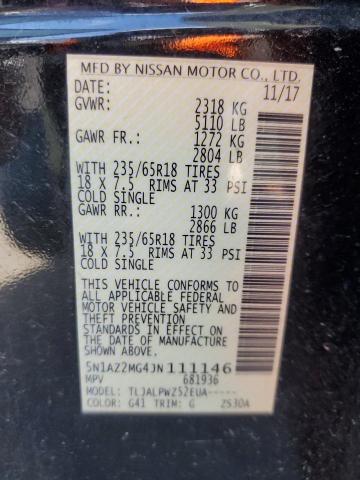 MFD BY NISSAN MOTOR CO., LTD.
DATE: 11/17
GVWR: 2318 KG
5110 LB
GAWR FR.: 1272 KG
2804 LB
WITH 235/65R18 TIRES
18 X 7.5 RIMS AT 33 PSI
COLD SINGLE
GAWR RR.: 1300 KG
2866 LB
WITH 235/65R18 TIRES
18 X 7.5 RIMS AT 33 PSI
COLD SINGLE
THIS VEHICLE CONFORMS TO
ALL APPLICABLE FEDERAL
MOTOR VEHICLE SAFETY
STANDARDS IN EFFECT ON
THE DATE OF MANUFACTURE
SHOWN ABOVE.
5N1AZ2MG4JN111146
MPV 681936
TLJALPWZ52EUA-----
COLOR: G41 TRIM: G 2S30A